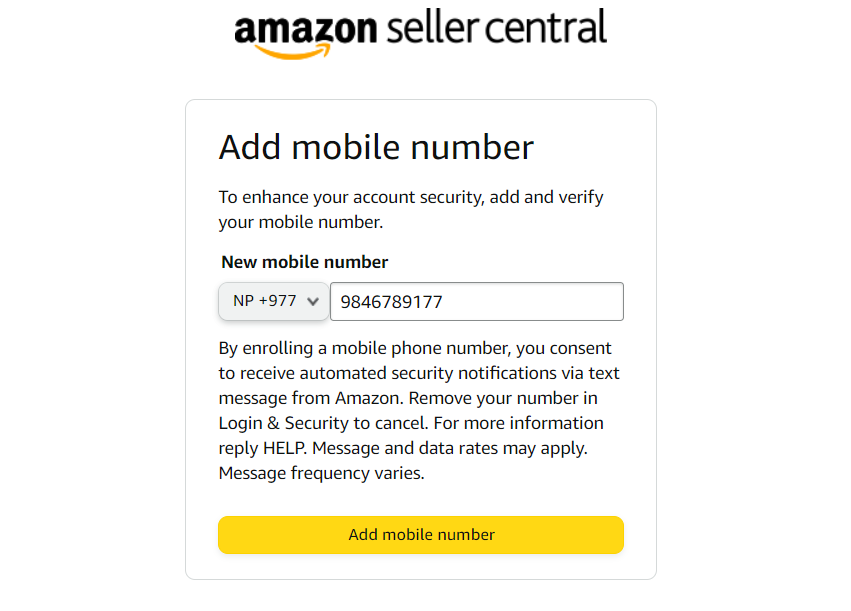 amazon seller central
Add mobile number
To enhance your account security, add and verify
your mobile number.
New mobile number
NP +977
9846789177
By enrolling a mobile phone number, you consent
to receive automated security notifications via text
message from Amazon. Remove your number in
Login & Security to cancel. For more information
reply HELP. Message and data rates may apply.
Message frequency varies.
Add mobile number